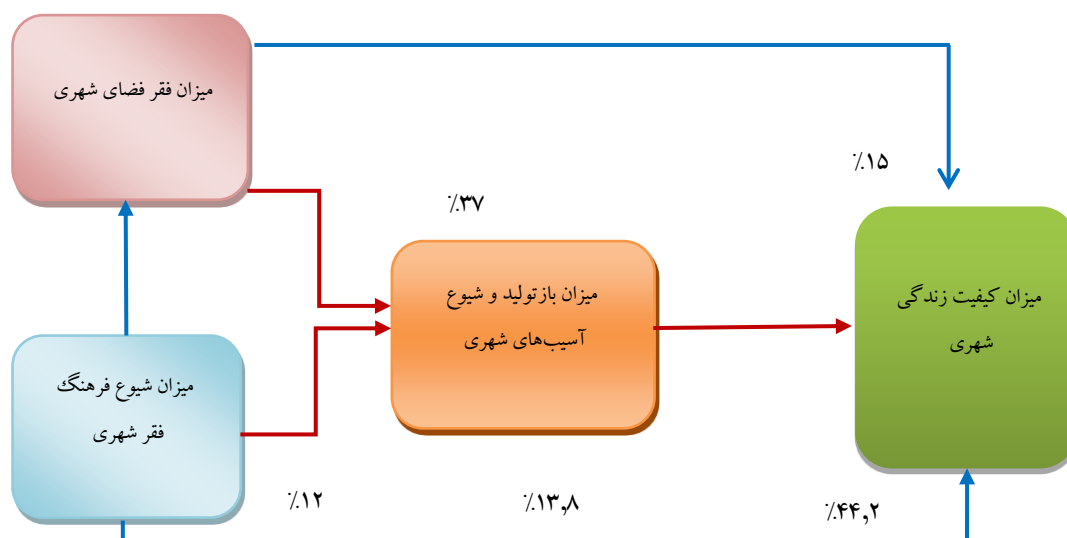 میزان فقر فضای شهری
٪۱۵
٪۳۷
میزان بازتولید و شیوع
آسیب‌های شهری
میزان کیفیت زندگی
شهری
میزان شیوع فرهنگ
فقر شهری
٪۱۲
٪۱۳٫۸
٪۴۴٫۲